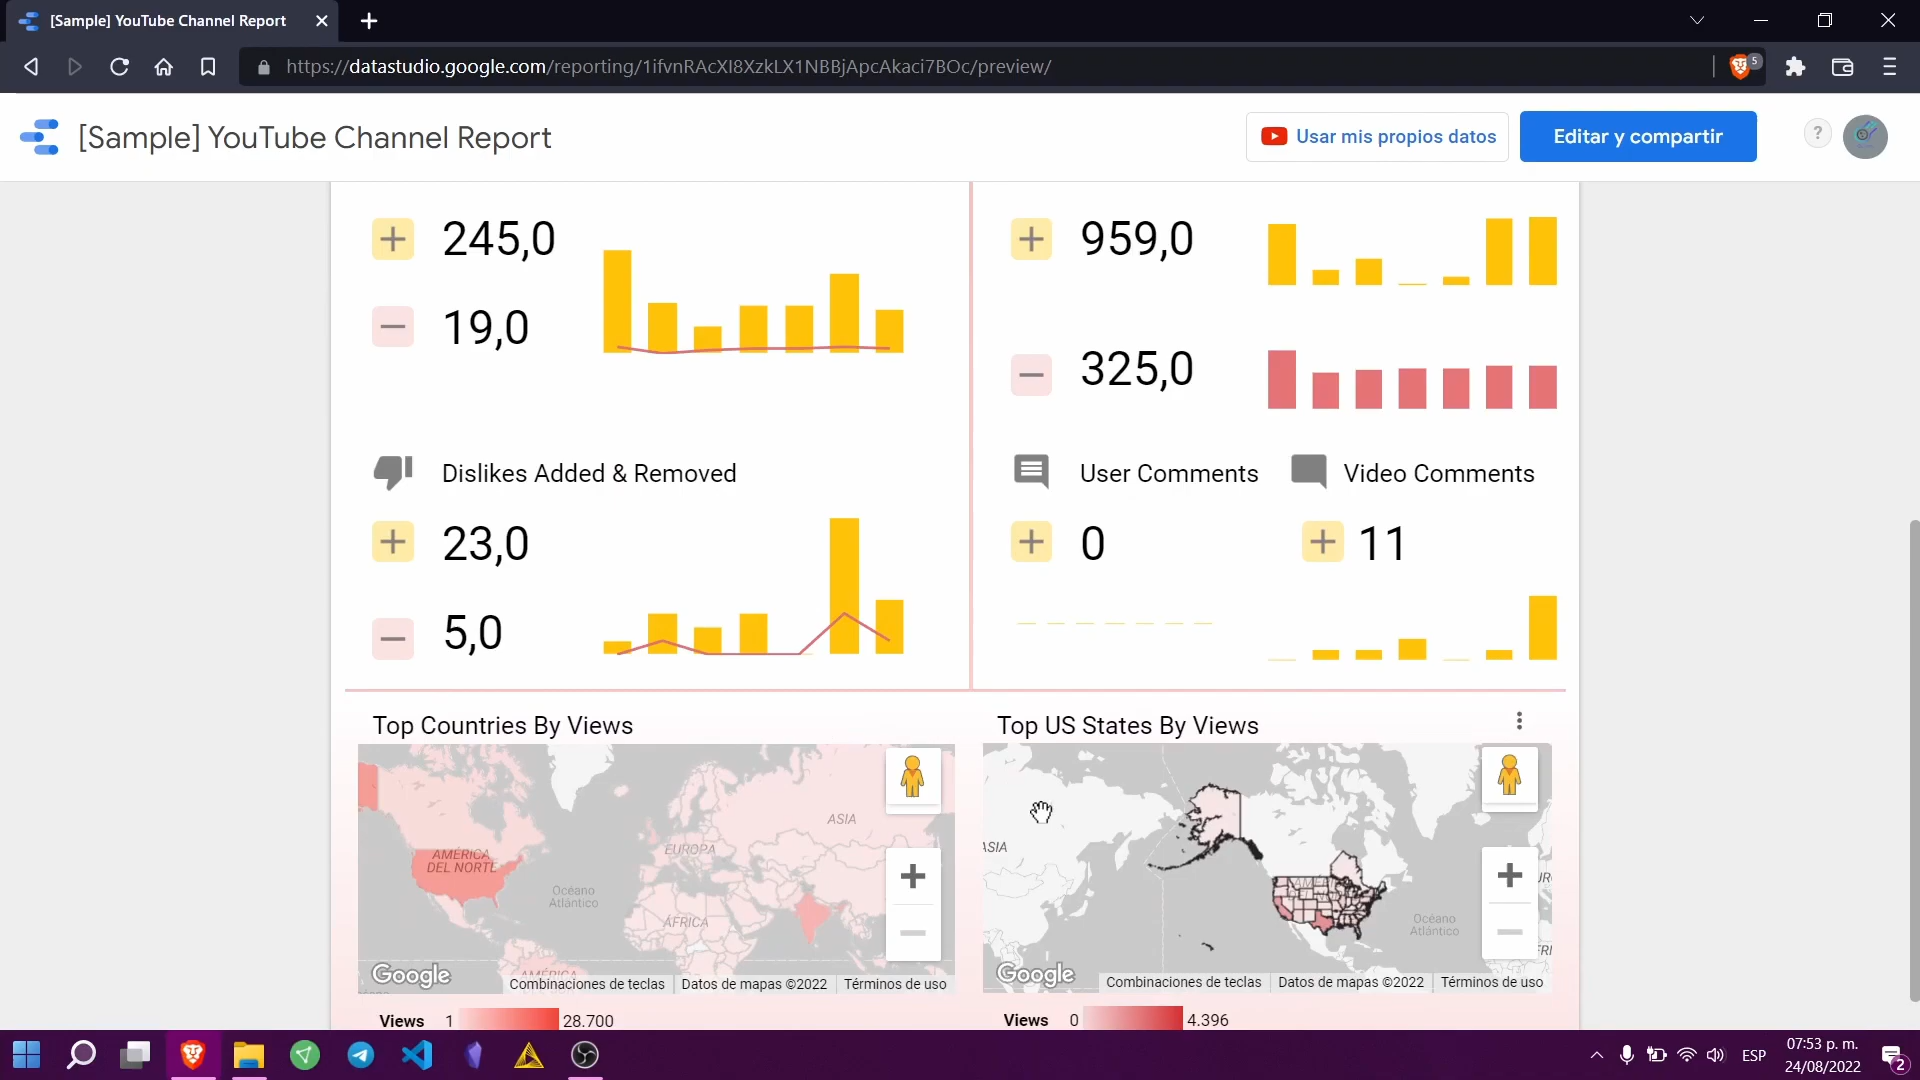 [Sample] YouTube Channel Report
https://datastudio.google.com/reporting/1ifvnRAcXI8XzkLX1NBBjApcAkaci7BOc/preview/
5
[Sample] YouTube Channel Report
Usar mis propios datos
Editar y compartir
?
245,0
19,0
959,0
325,0
Dislikes Added & Removed
23,0
5,0
User Comments
Video Comments
0
11
Top Countries By Views
AMÉRICA
DEL NORTE
EUROPA
ASIA
Océano
Atlántico
ÁFRICA
AMÉRICA
Google
Combinaciones de teclas
Datos de mapas ©2022
Términos de uso
Views 1 28.700
Top US States By Views
ASIA
Océano
Atlántico
Google
Combinaciones de teclas
Datos de mapas ©2022
Términos de uso
Views 0 4.396
ESP
07:53 p. m.
24/08/2022
2